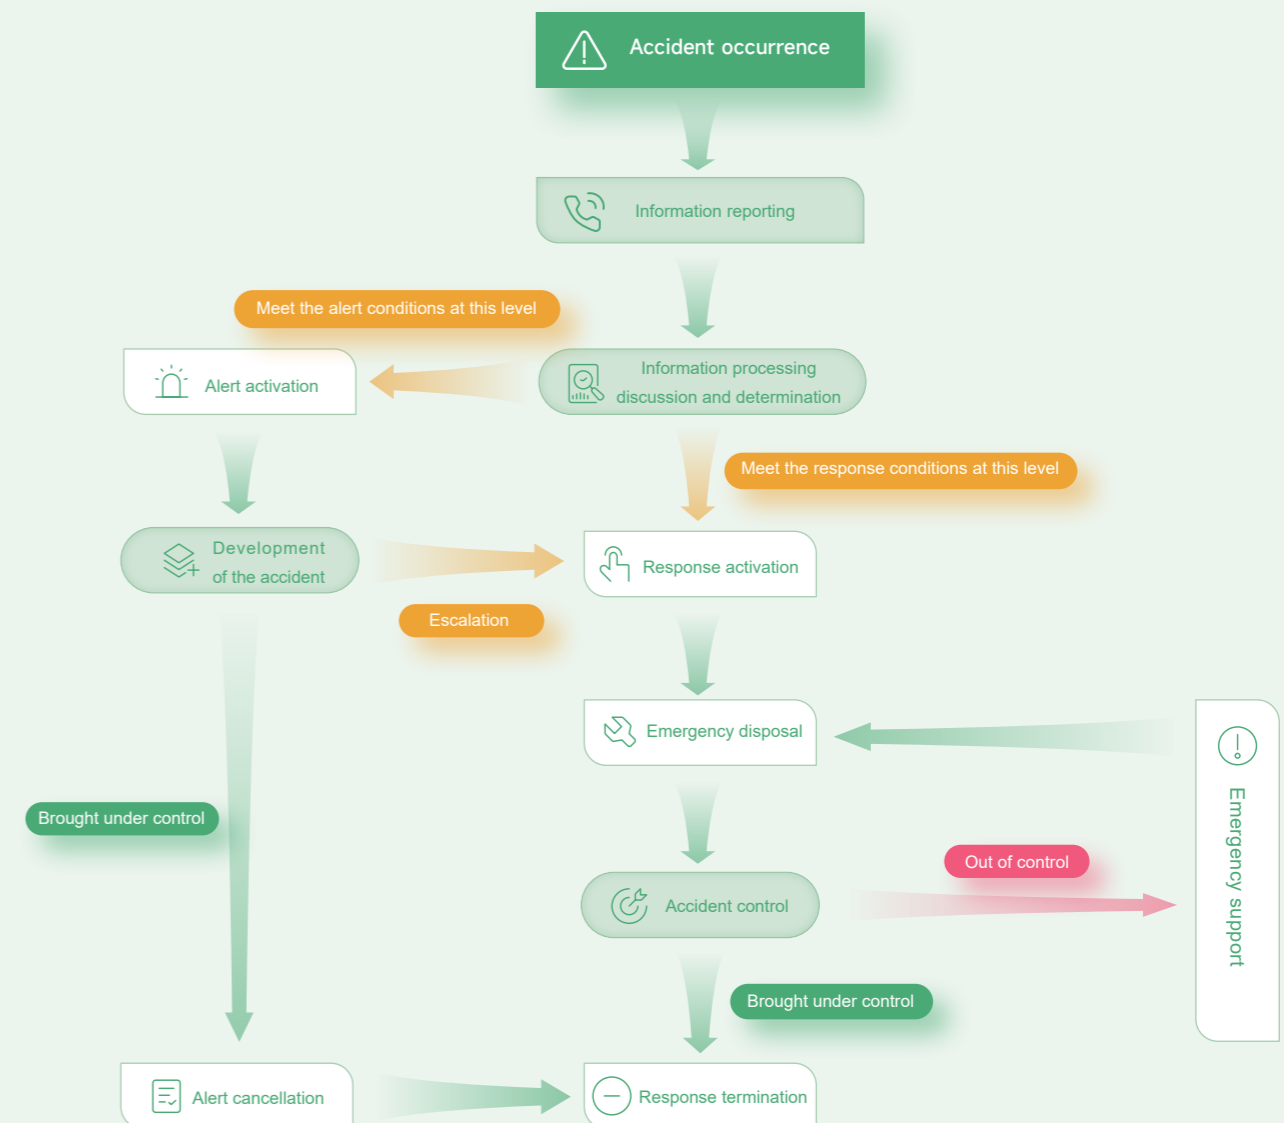 Accident occurrence
Information reporting
Meet the alert conditions at this level
Alert activation
Information processing
discussion and determination
Meet the response conditions at this level
Development
of the accident
Response activation
Escalation
Emergency disposal
Emergency support
Brought under control
Out of control
Accident control
Brought under control
Alert cancellation
Response termination